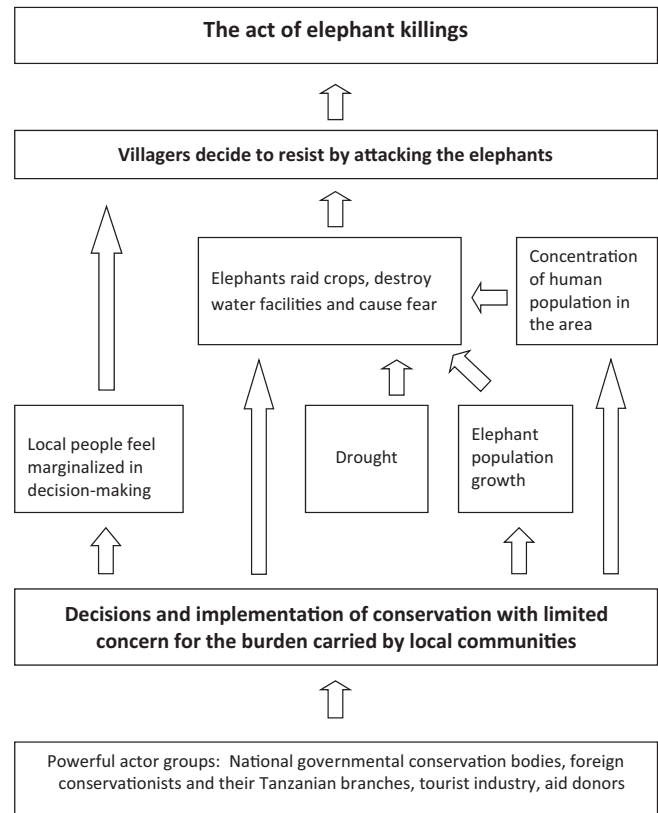 The act of elephant killings
Villagers decide to resist by attacking the elephants
Elephants raid crops, destroy
water facilities and cause fear
Concentration
of human
population in
the area
Local people feel
marginalized in
decision-making
Drought
Elephant
population
growth
Decisions and implementation of conservation with limited
concern for the burden carried by local communities
Powerful actor groups: National governmental conservation bodies, foreign
conservationists and their Tanzanian branches, tourist industry, aid donors